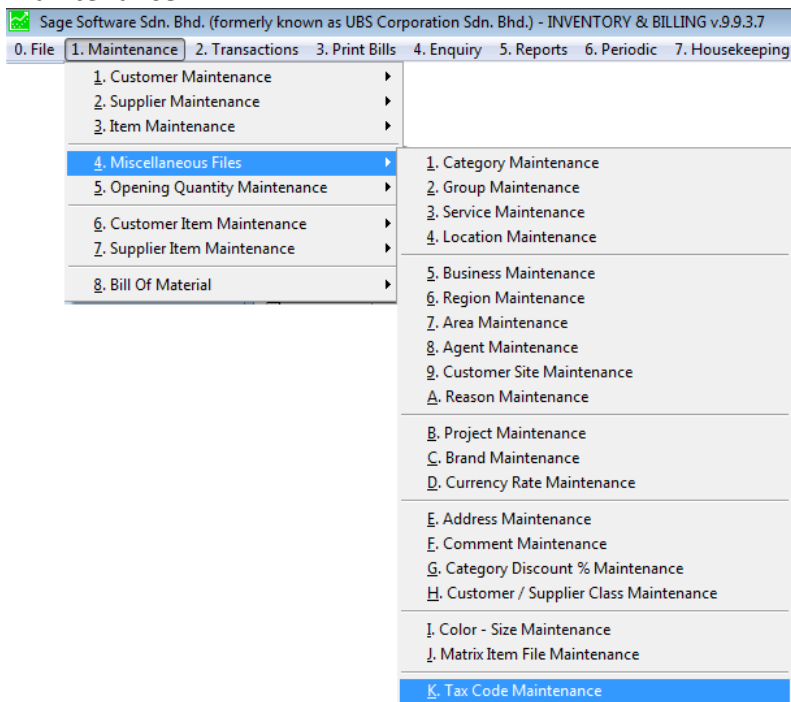 Sage Software Sdn. Bhd. (formerly known as UBS Corporation Sdn. Bhd.) - INVENTORY & BILLING v.9.9.3.7
0. File 1. Maintenance 2. Transactions 3. Print Bills 4. Enquiry 5. Reports 6. Periodic 7. Housekeeping
1. Customer Maintenance
2. Supplier Maintenance
3. Item Maintenance
4. Miscellaneous Files
5. Opening Quantity Maintenance
6. Customer Item Maintenance
7. Supplier Item Maintenance
8. Bill Of Material
1. Category Maintenance
2. Group Maintenance
3. Service Maintenance
4. Location Maintenance
5. Business Maintenance
6. Region Maintenance
7. Area Maintenance
8. Agent Maintenance
9. Customer Site Maintenance
A. Reason Maintenance
B. Project Maintenance
C. Brand Maintenance
D. Currency Rate Maintenance
E. Address Maintenance
F. Comment Maintenance
G. Category Discount % Maintenance
H. Customer / Supplier Class Maintenance
I. Color - Size Maintenance
J. Matrix Item File Maintenance
K. Tax Code Maintenance